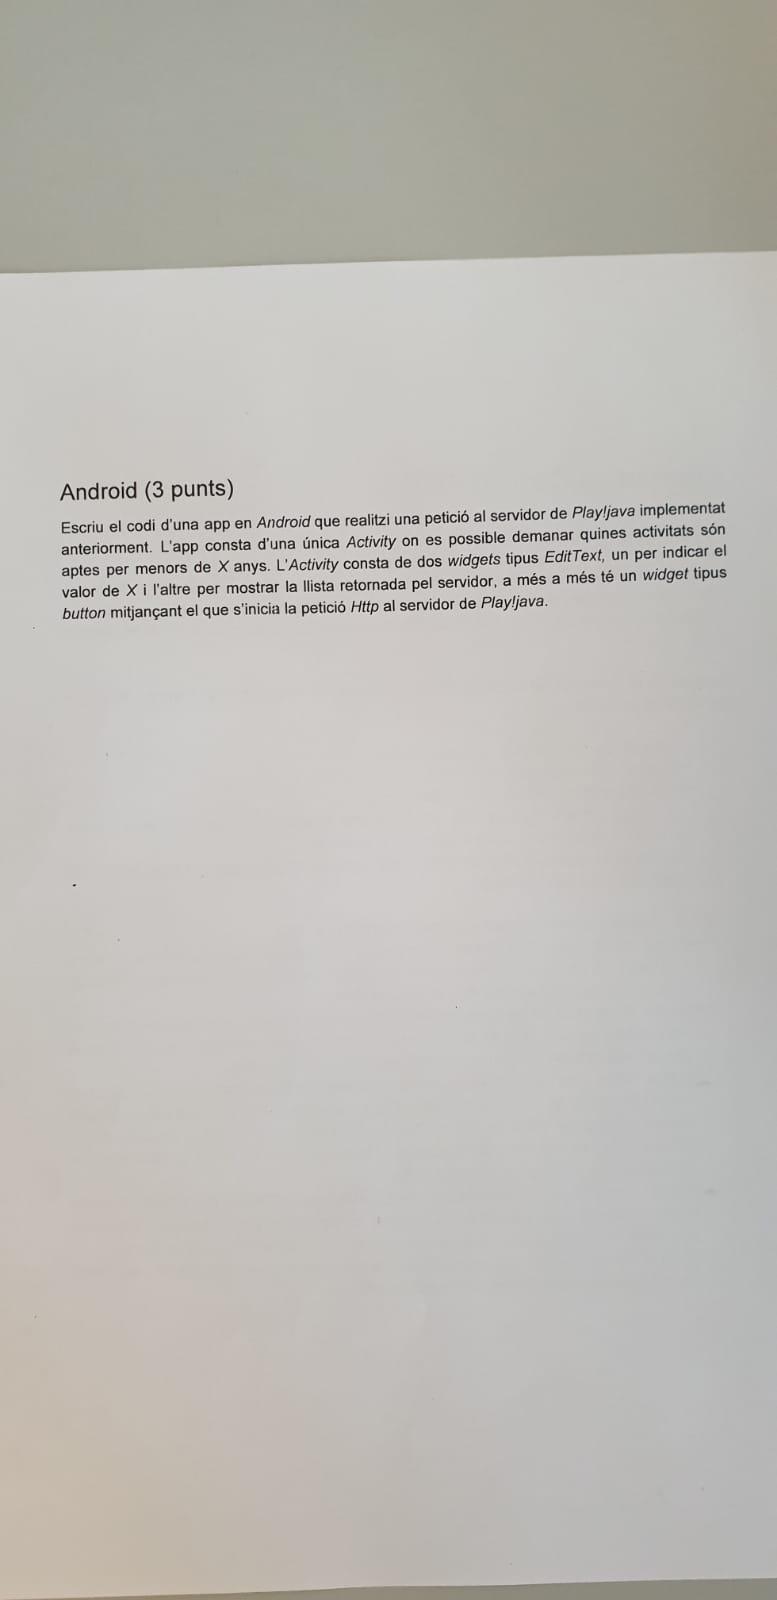 Android (3 punts)
Escriu el codi d'una app en Android que realitzi una petició al servidor de Play!java implementat
anteriorment. L'app consta d'una única Activity on es possible demanar quines activitats són
aptes per menors de X anys. L'Activity consta de dos widgets tipus EditText, un per indicar el
valor de X i l'altre per mostrar la llista retornada pel servidor, a més a més té un widget tipus
button mitjançant el que s'inicia la petició Http al servidor de Play!java.